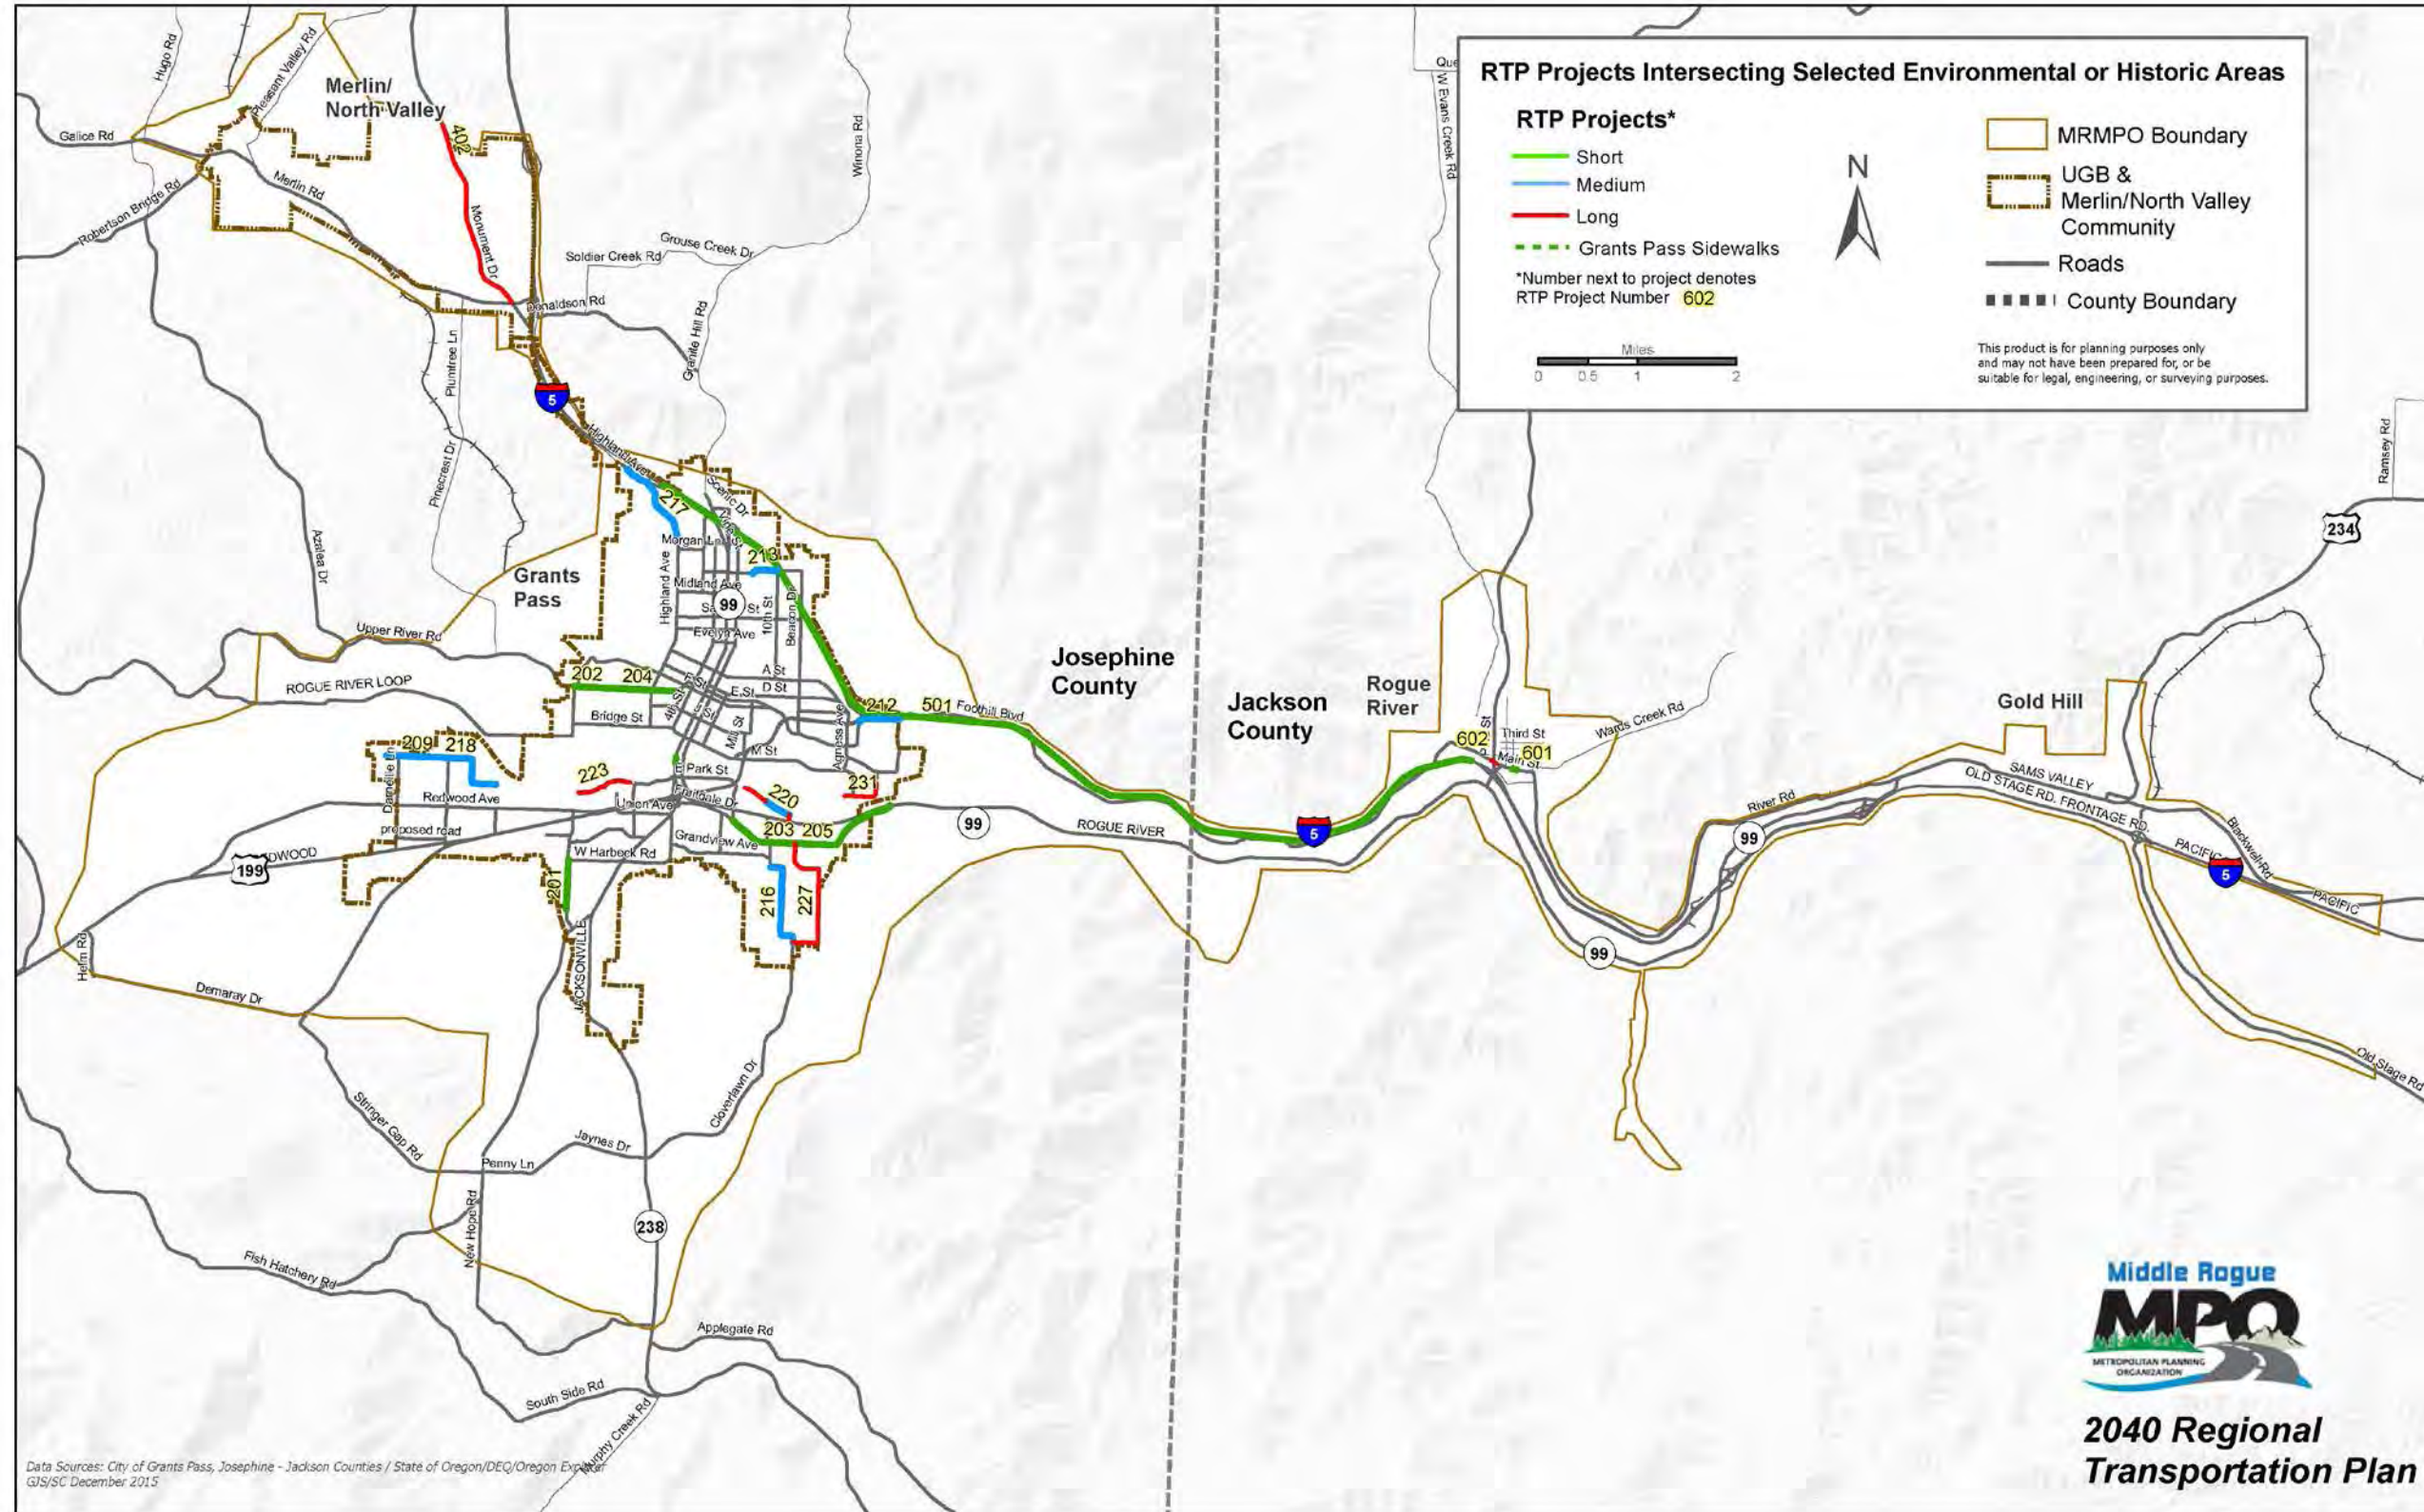 RTP Projects Intersecting Selected Environmental or Historic Areas
RTP Projects*
Short
Medium
Long
Grants Pass Sidewalks
*Number next to project denotes
RTP Project Number 602
Miles
0 0.5 1 2
N
MRMPO Boundary
UGB &
Merlin/North Valley
Community
Roads
County Boundary
This product is for planning purposes only
and may not have been prepared for, or be
suitable for legal, engineering, or surveying purposes.
Hugo Rd
Pleasant Valley Rd
Merlin/
North Valley
Galice Rd
402
Winona Rd
W Evans Creek Rd
Merlin Rd
Robertson Bridge Rd
Monument Dr
Soldier Creek Rd
Grouse Creek Dr
Donaldson Rd
Granite Hill Rd
Plumtree Ln
5
Highland Ave
Pinecrest Dr
Scenic Dr
217
Ramsey Rd
234
Azalea Dr
Morgan Ln
213
Grants
Pass
Highland Ave
Midland Ave
99
St
10th St
Beacon Dr
Evelyn Ave
Upper River Rd
ROGUE RIVER LOOP
202
204
A St
D St
E St
F St
4th St
St
Bridge St
Mill St
M St
Agness Ave
212
501
Foothill Blvd
Josephine
County
Jackson
County
Rogue
River
Gold Hill
Wards Creek Rd
St
Third St
602
601
Main St
209
218
Darneille Ln
Redwood Ave
proposed road
223
E Park St
Union Ave
Fruitdale Dr
220
231
203
205
Grandview Ave
W Harbeck Rd
99
ROGUE RIVER
5
River Rd
99
SAMS VALLEY
OLD STAGE RD. FRONTAGE RD.
PACIFIC
Blackwell Rd
5
PACIFIC
199
DWOOD
201
216
227
JACKSONVILLE
99
Helm Rd
Demaray Dr
Old Stage Rd
Cloverlawn Dr
Stringer Gap Rd
Jaynes Dr
Penny Ln
New Hope Rd
238
Fish Hatchery Rd
Applegate Rd
South Side Rd
Murphy Creek Rd
Middle Rogue
MPO
METROPOLITAN PLANNING
ORGANIZATION
2040 Regional
Transportation Plan
Data Sources: City of Grants Pass, Josephine - Jackson Counties / State of Oregon/DEQ/Oregon
GJS/SC December 2015